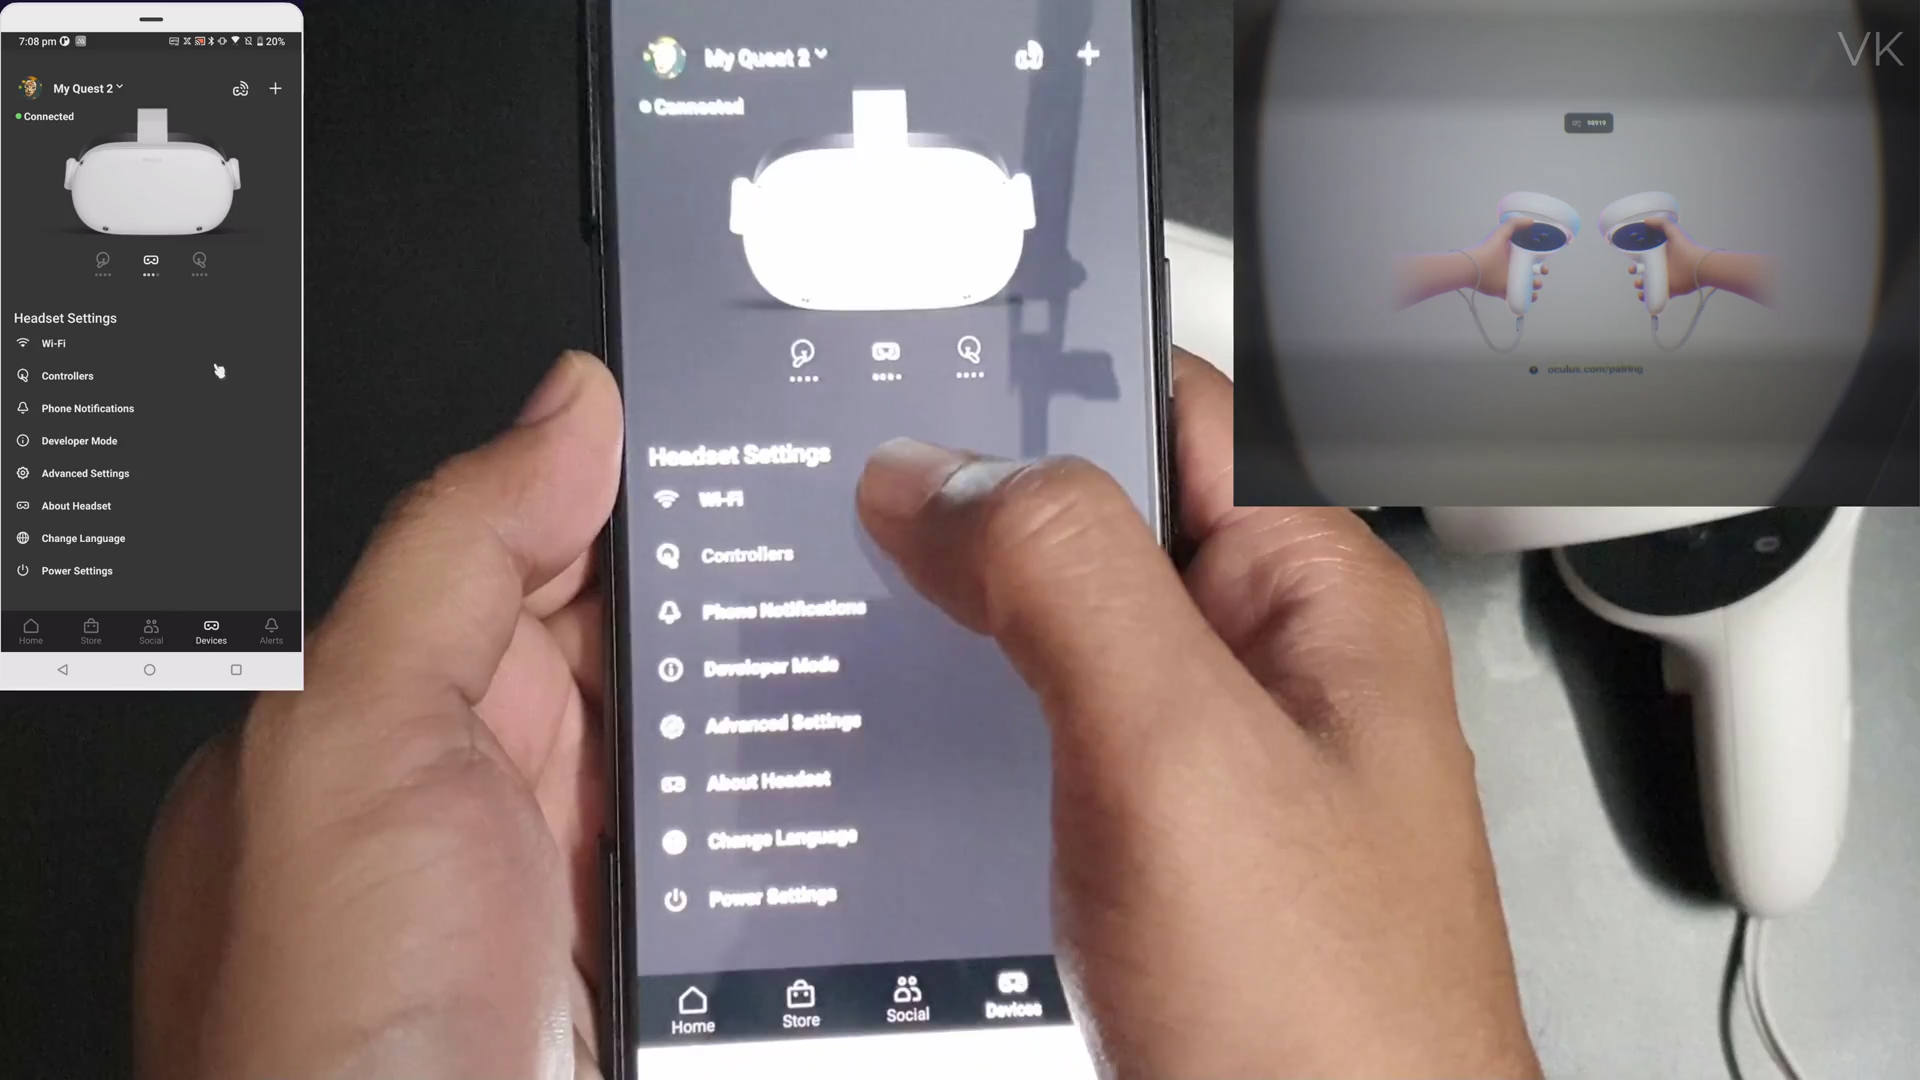 7:08 pm
20%
My Quest 2
Connected
Headset Settings
Wi-Fi
Controllers
Phone Notifications
Developer Mode
Advanced Settings
About Headset
Change Language
Power Settings
Home Store Social Devices Alerts
My Quest 2
Connected
Headset Settings
Wi-Fi
Controllers
Phone Notifications
Developer Mode
Advanced Settings
About Headset
Change Language
Power Settings
Home Store Social Devices
VK
98919
oculus.com/pairing